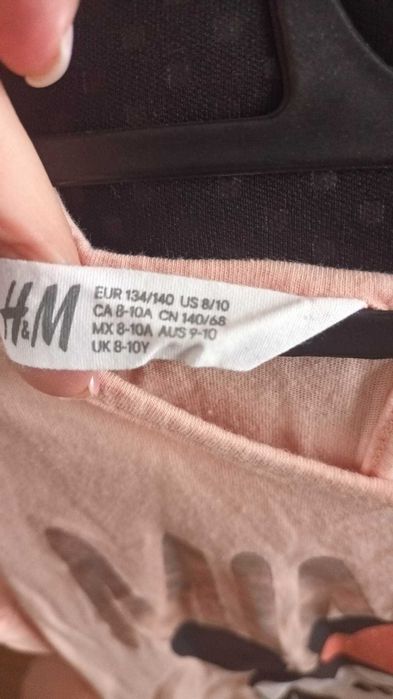 H&M
EUR 134/140 US 8/10
CA 8-10A CN 140/68
MX 8-10A AUS 9-10
UK 8-10Y